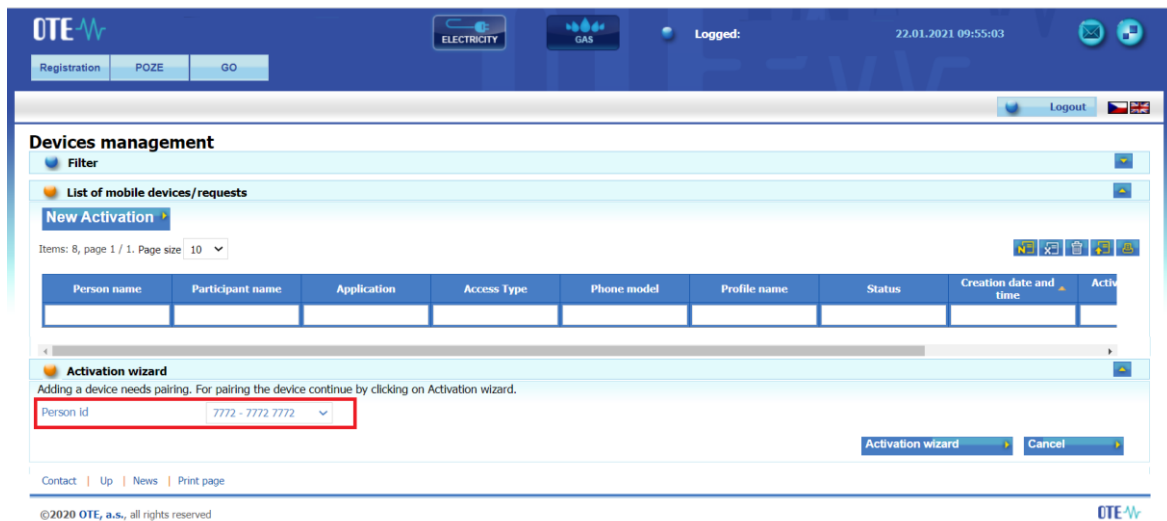 OTE
ELECTRICITY
GAS
Logged:
22.01.2021 09:55:03
Registration POZE GO
Logout
Devices management
Filter
List of mobile devices/requests
New Activation
Items: 8, page 1 / 1. Page size 10
Person name Participant name Application Access Type Phone model Profile name Status Creation date and time Activ
Activation wizard
Adding a device needs pairing. For pairing the device continue by clicking on Activation wizard.
Person id 7772 - 7772 7772
Activation wizard Cancel
Contact | Up | News | Print page
©2020 OTE, a.s., all rights reserved OTE